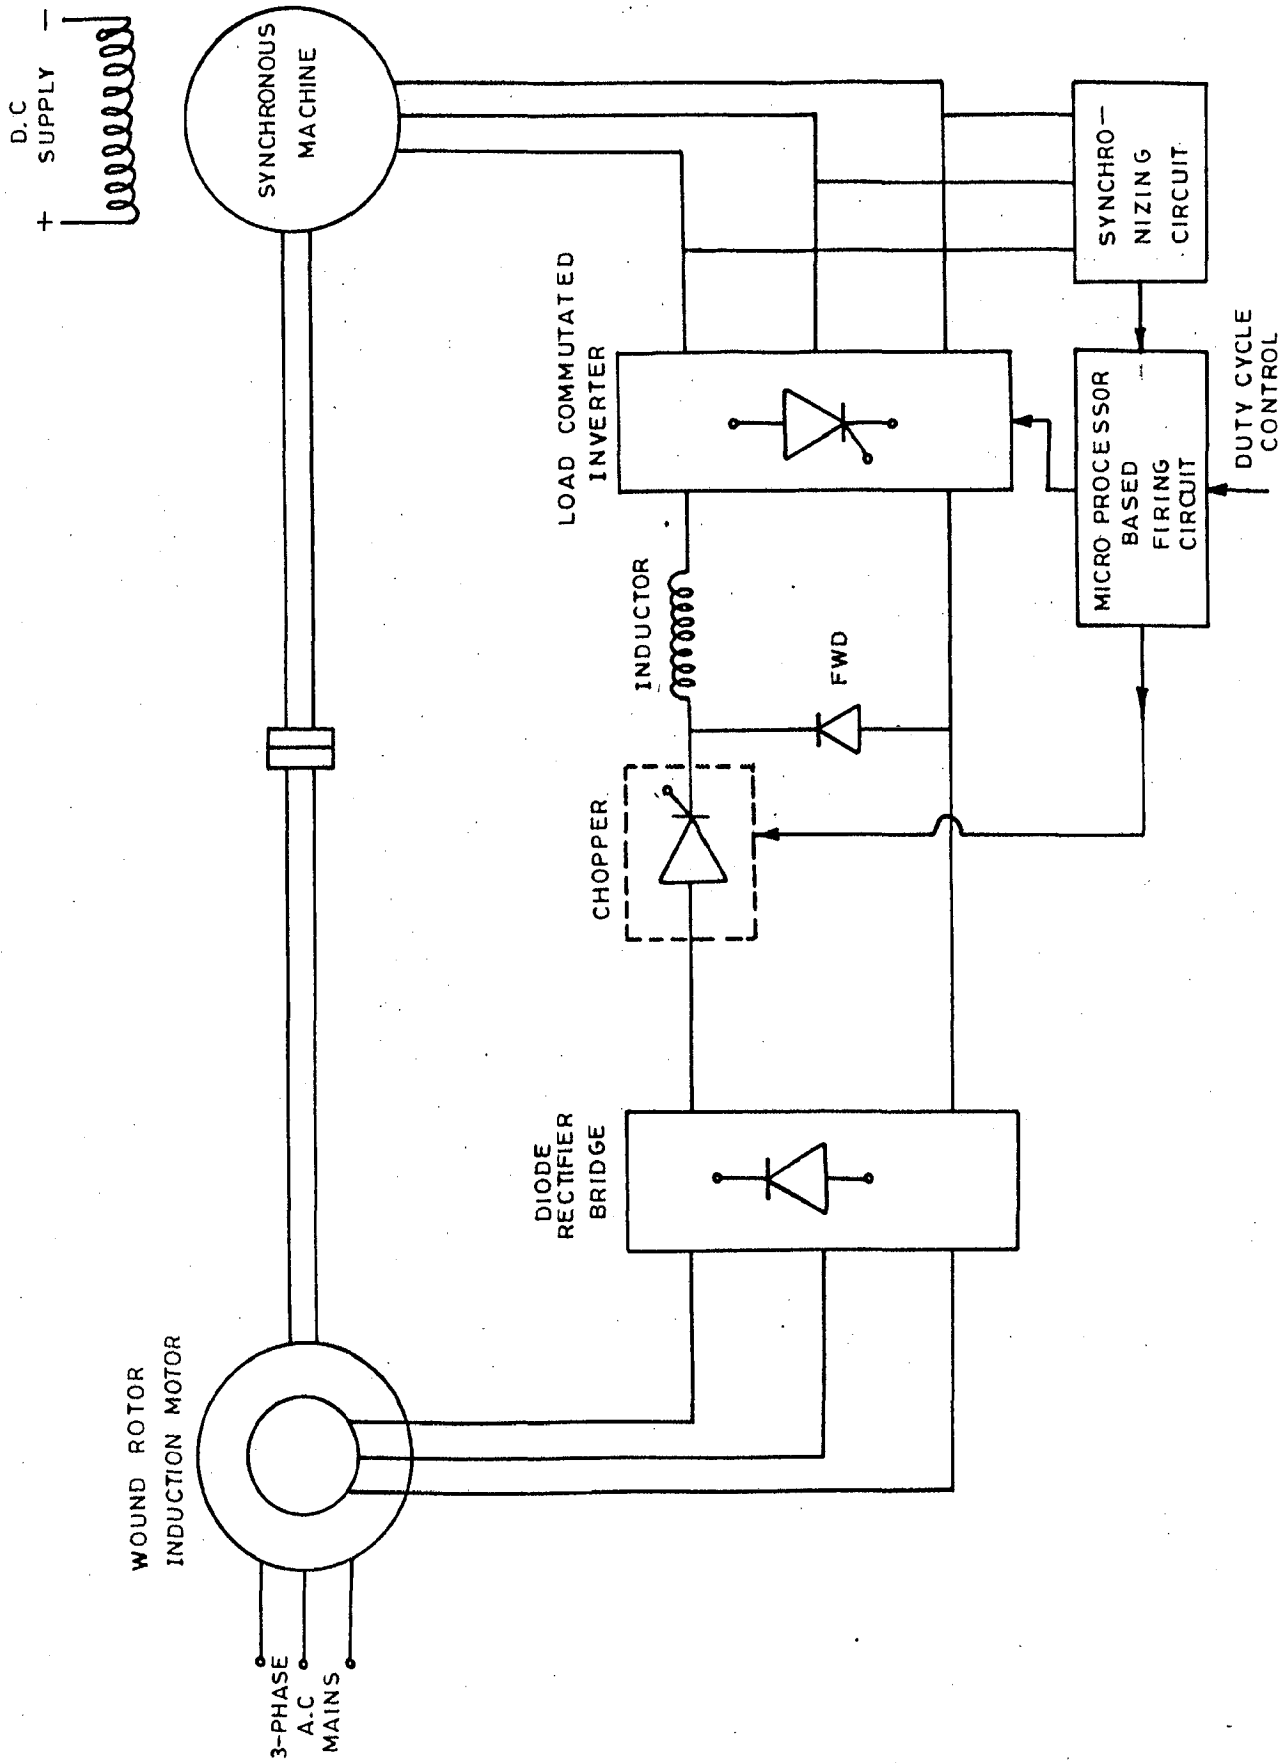 WOUND ROTOR
INDUCTION MOTOR
3-PHASE
A.C
MAINS
D.C
SUPPLY
+
−
SYNCHRONOUS
MACHINE
DIODE
RECTIFIER
BRIDGE
CHOPPER
INDUCTOR
FWD
LOAD COMMUTATED
INVERTER
SYNCHRO-
NIZING
CIRCUIT
MICRO PROCESSOR
BASED
FIRING
CIRCUIT
DUTY CYCLE
CONTROL